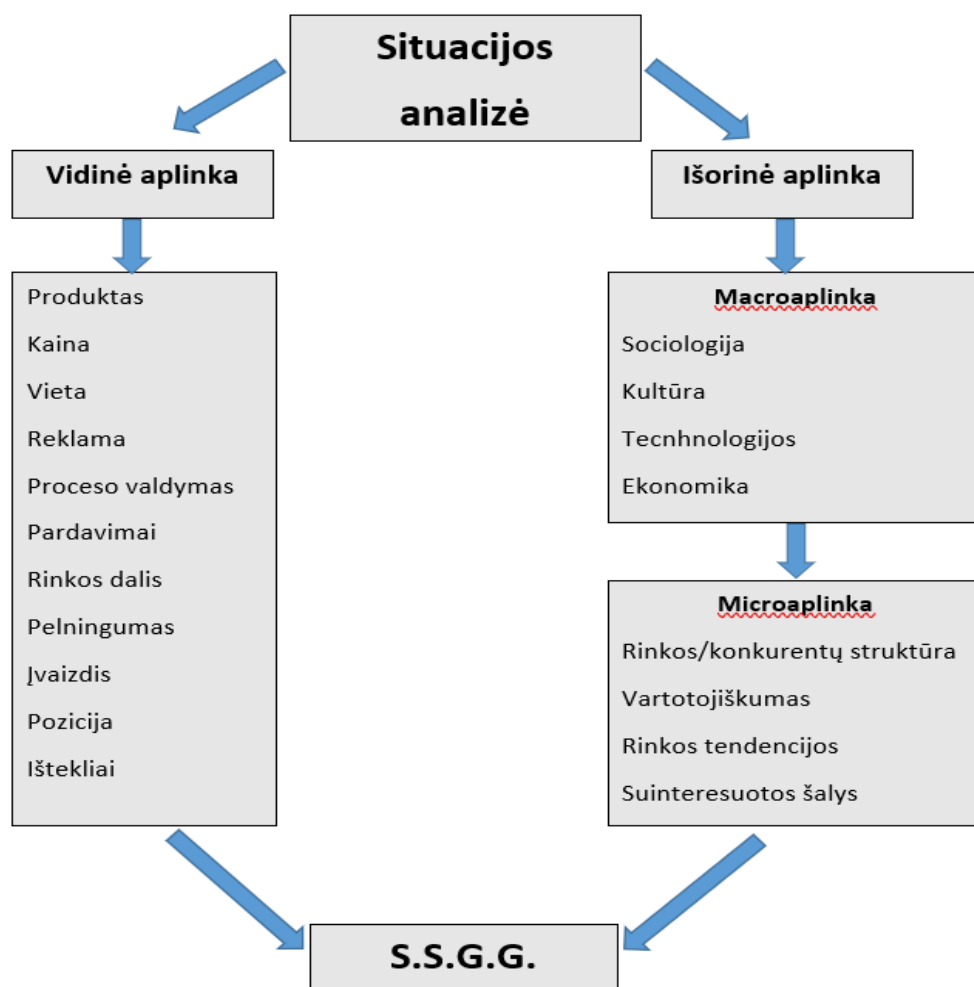 Situacijos
analizė
Vidinė aplinka
Išorinė aplinka
Produktas
Kaina
Vieta
Reklama
Proceso valdymas
Pardavimai
Rinkos dalis
Pelningumas
Įvaizdis
Pozicija
Ištekliai
Macroaplinka
Sociologija
Kultūra
Tecnhnologijos
Ekonomika
Microaplinka
Rinkos/konkurentų struktūra
Vartotojiškumas
Rinkos tendencijos
Suinteresuotos šalys
S.S.G.G.